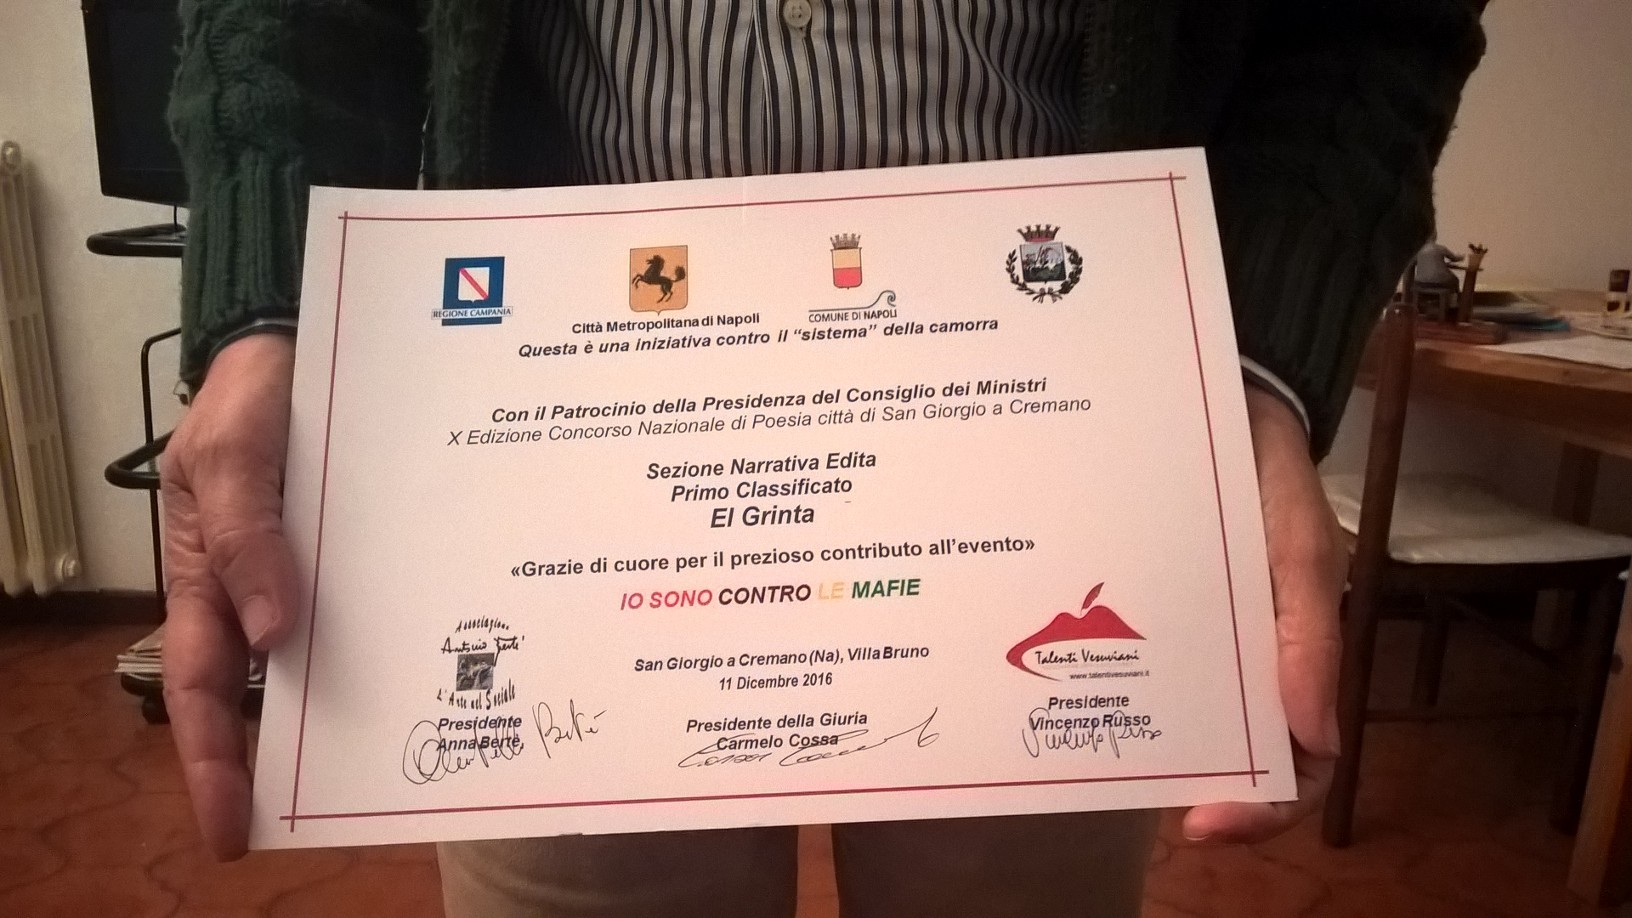 REGIONE CAMPANIA
Città Metropolitana di Napoli
COMUNE DI NAPOLI
Questa è una iniziativa contro il “sistema” della camorra
Con il Patrocinio della Presidenza del Consiglio dei Ministri
X Edizione Concorso Nazionale di Poesia città di San Giorgio a Cremano
Sezione Narrativa Edita
Primo Classificato
El Grinta
«Grazie di cuore per il prezioso contributo all’evento»
IO SONO CONTRO LE MAFIE
Associazione
Antonio Bertè
L'Arte nel Sociale
Talenti Vesuviani
www.talentivesuviani.it
San Giorgio a Cremano (Na), Villa Bruno
11 Dicembre 2016
Presidente
Anna Bertè
Presidente della Giuria
Carmelo Cossa
Presidente
Vincenzo Russo